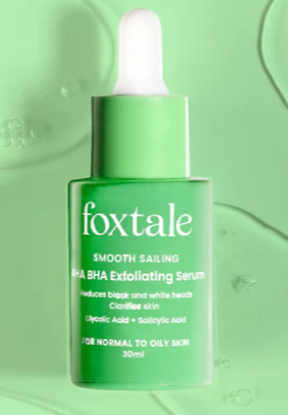 foxtale
SMOOTH SAILING
AHA BHA Exfoliating Serum
Reduces black and white heads
Clarifies skin
Glycolic Acid + Salicylic Acid
FOR NORMAL TO OILY SKIN
30ml